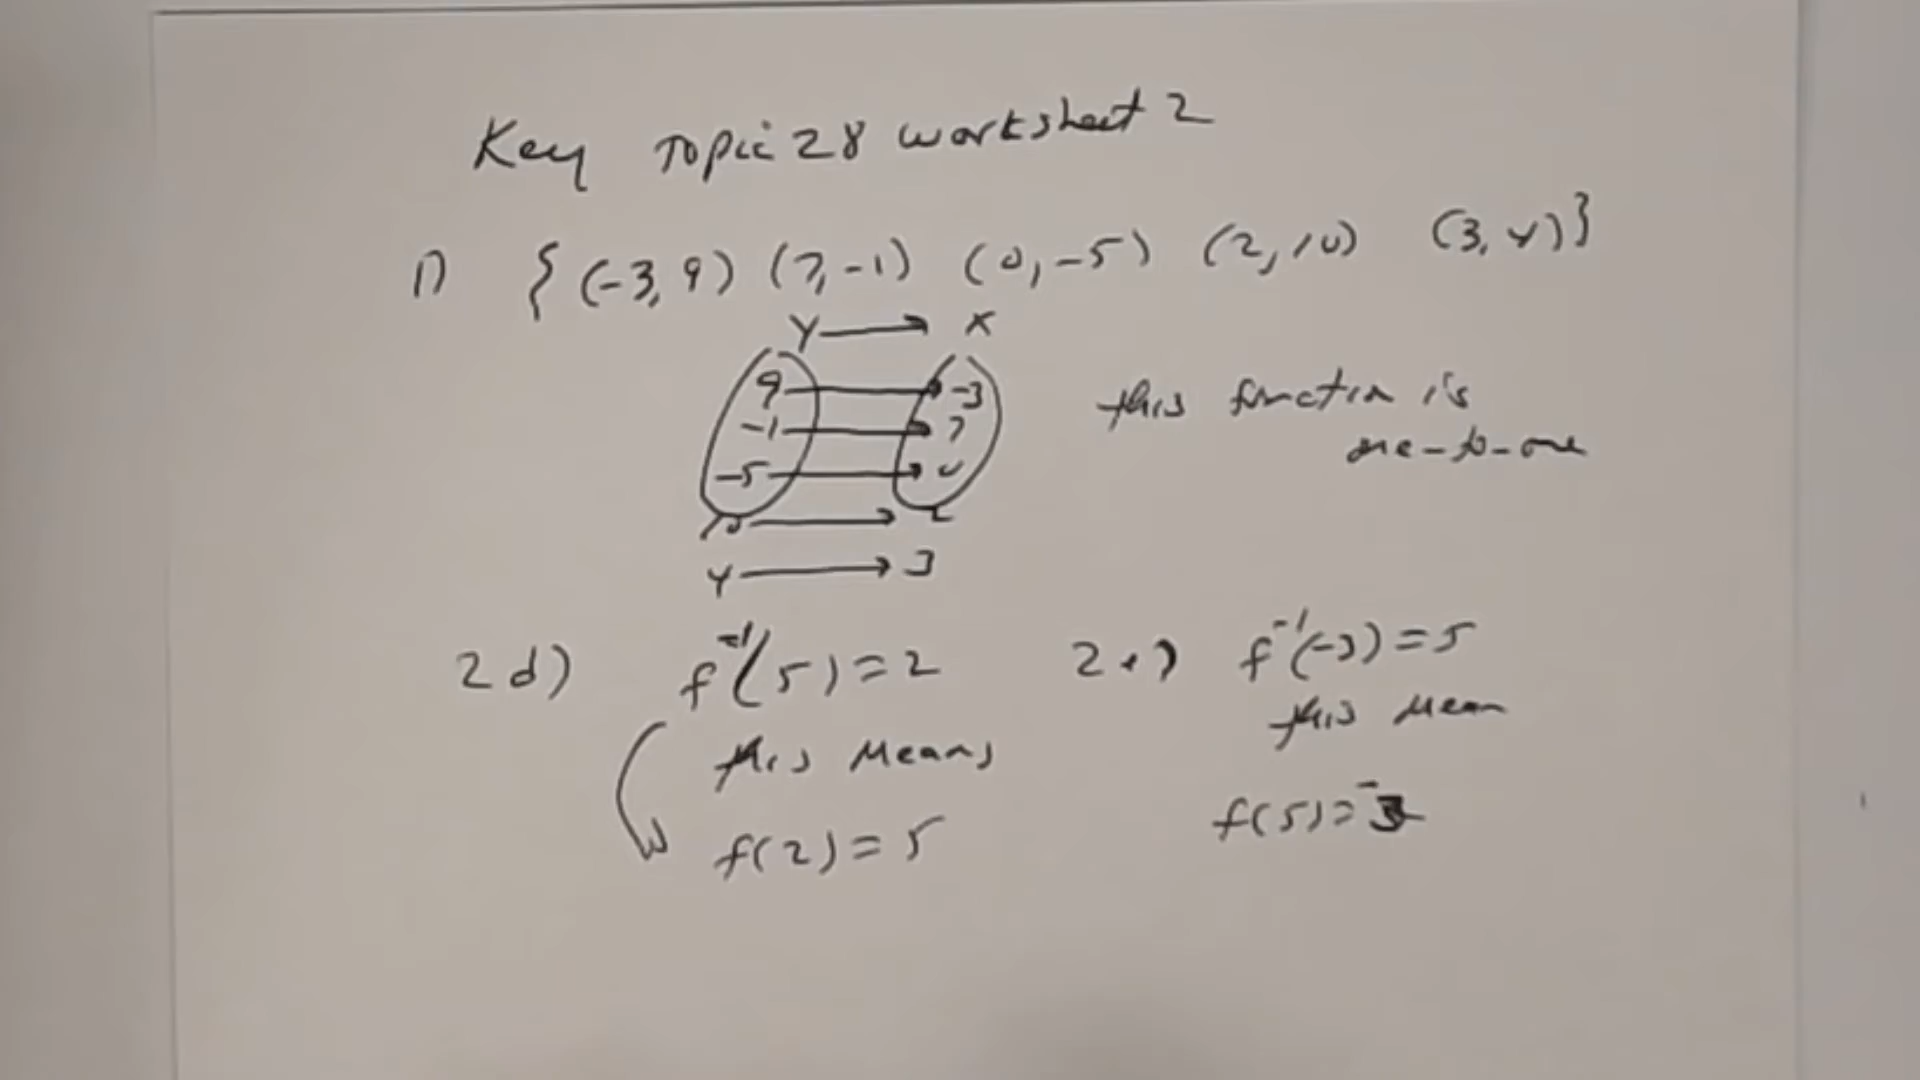 Key Topic 28 worksheet 2
1) { (-3, 9) (7, -1) (0, -5) (2, 10) (3, 4) }
Y → X
9 → -3
-1 → 7
-5 → 0
10 → 2
4 → 3
this function is
one-to-one
2 d) f⁻¹(5) = 2
this means
f(2) = 5
2 e) f⁻¹(-3) = 5
this mean
f(5) = -3